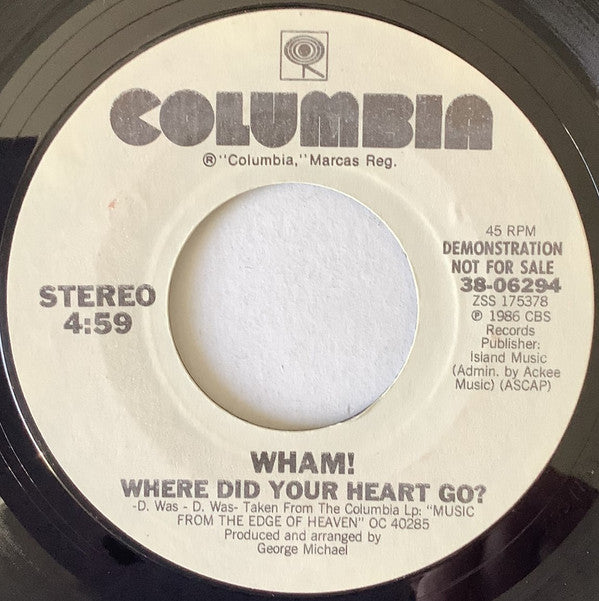 COLUMBIA
®"Columbia," Marcas Reg.
STEREO
4:59
45 RPM
DEMONSTRATION
NOT FOR SALE
38-06294
ZSS 175378
℗ 1986 CBS
Records
Publisher:
Island Music
(Admin. by Ackee
Music) (ASCAP)
WHAM!
WHERE DID YOUR HEART GO?
-D. Was - D. Was- Taken From The Columbia Lp: "MUSIC
FROM THE EDGE OF HEAVEN" OC 40285
Produced and arranged by
George Michael